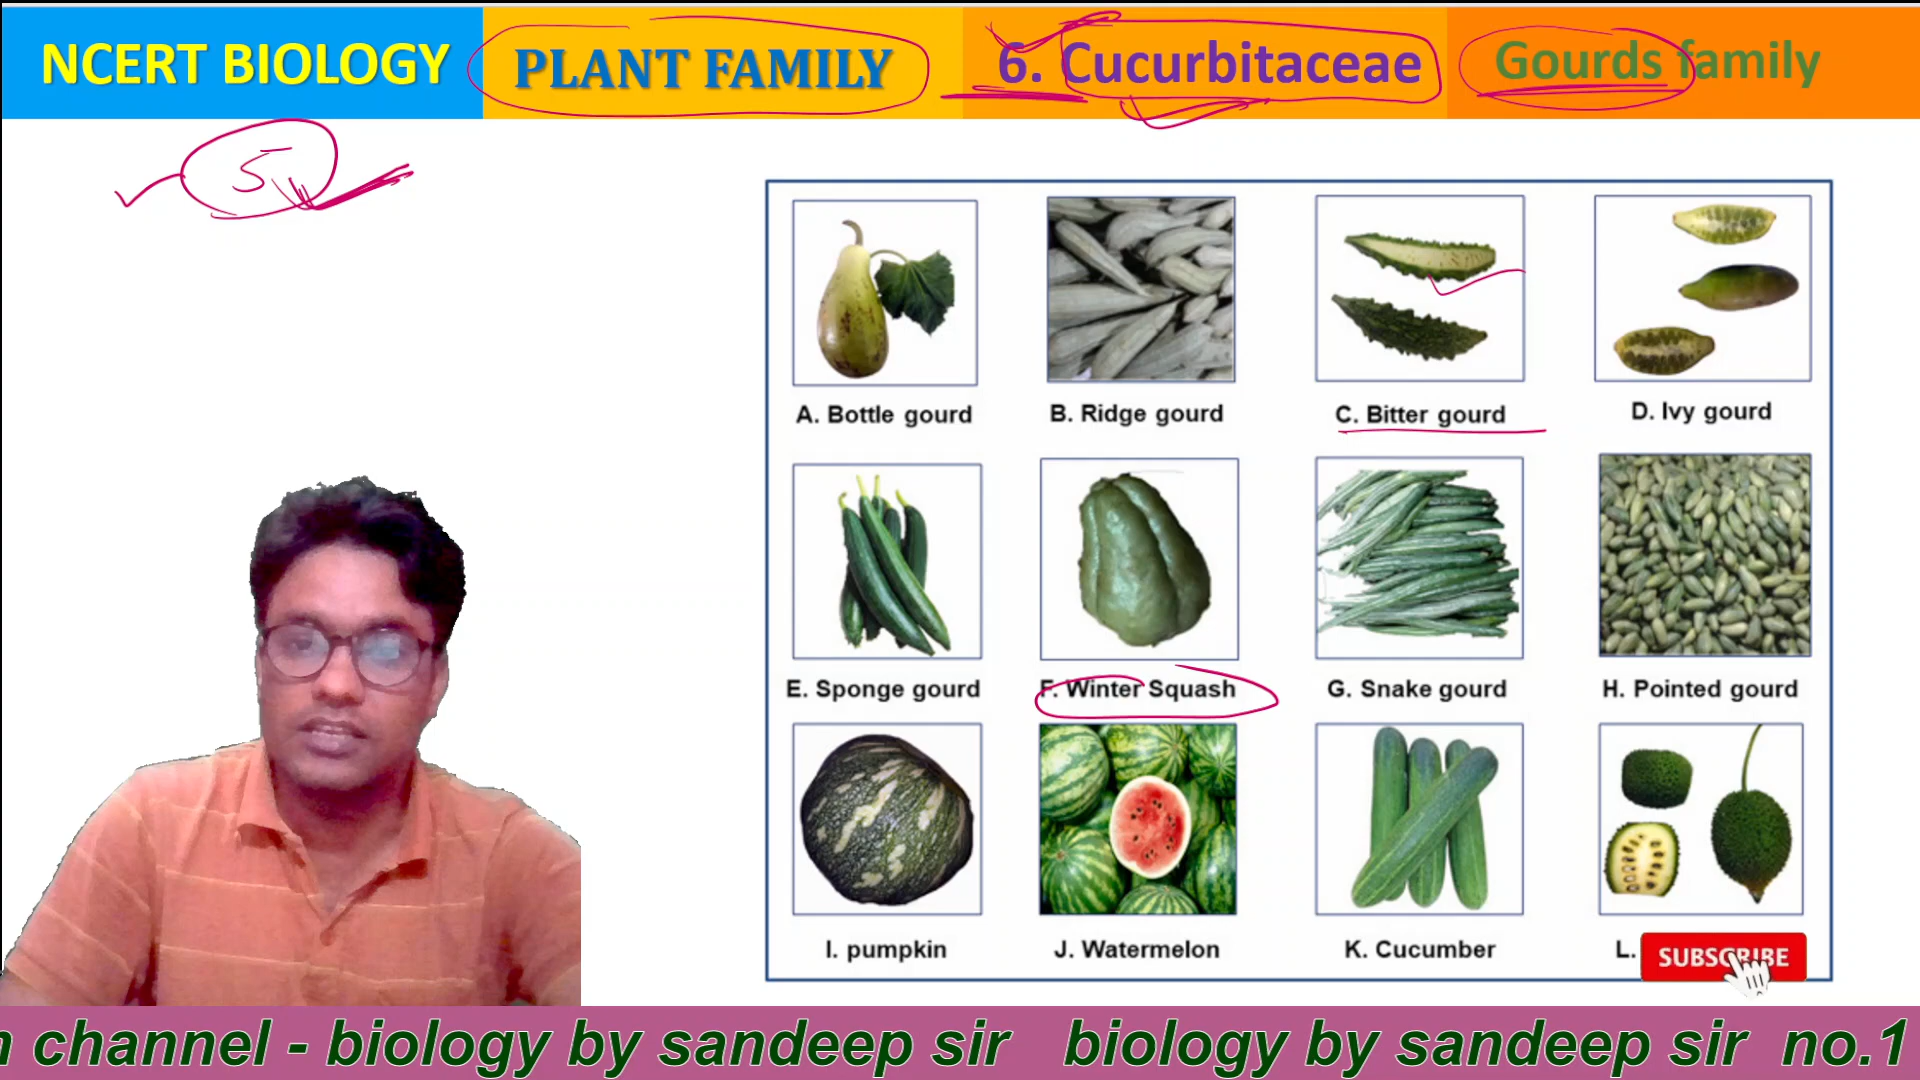 NCERT BIOLOGY PLANT FAMILY 6. Cucurbitaceae Gourds family
5
A. Bottle gourd B. Ridge gourd C. Bitter gourd D. Ivy gourd
E. Sponge gourd F. Winter Squash G. Snake gourd H. Pointed gourd
I. pumpkin J. Watermelon K. Cucumber L. SUBSCRIBE
channel - biology by sandeep sir biology by sandeep sir no.1